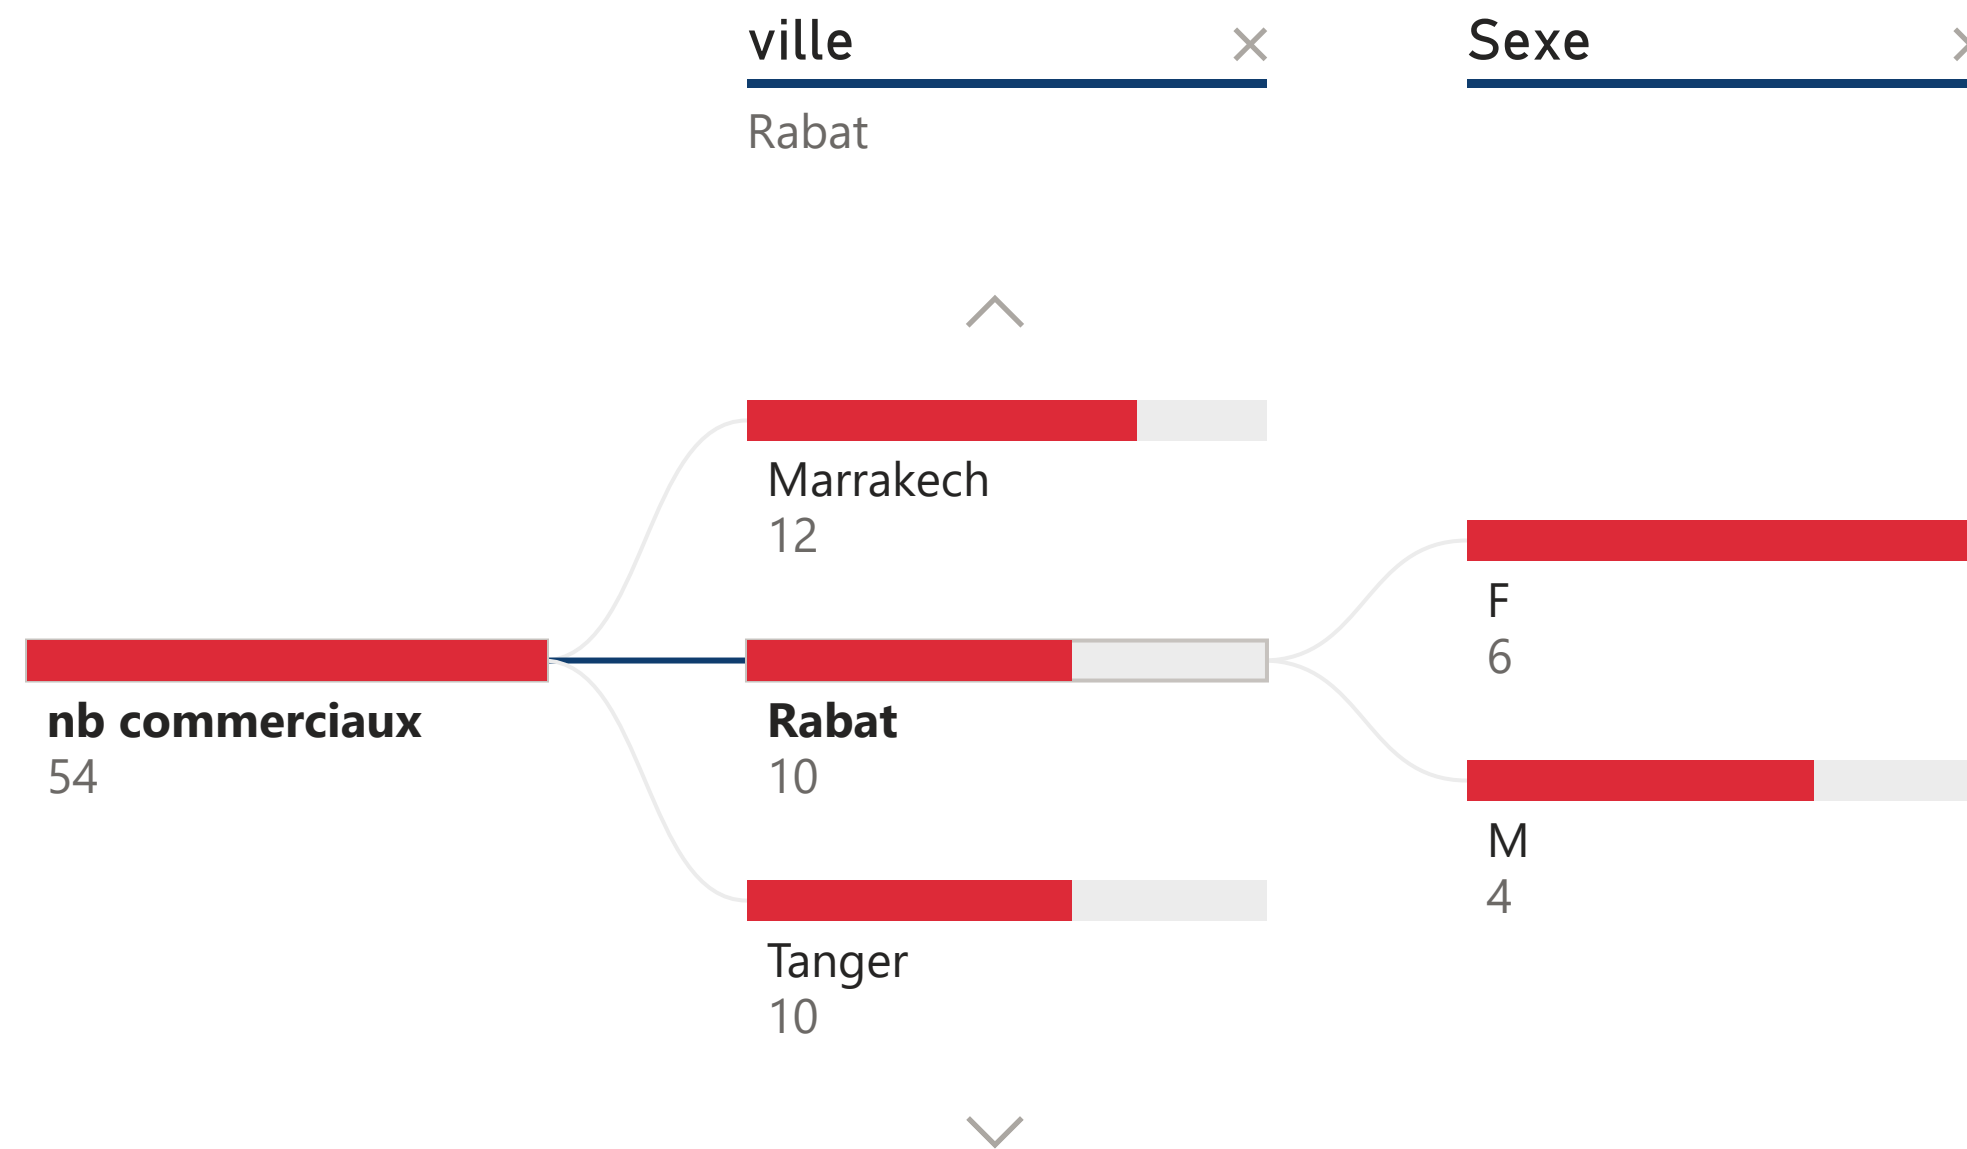 ville
Sexe
Rabat
Marrakech
12
F
6
nb commerciaux
54
Rabat
10
M
4
Tanger
10